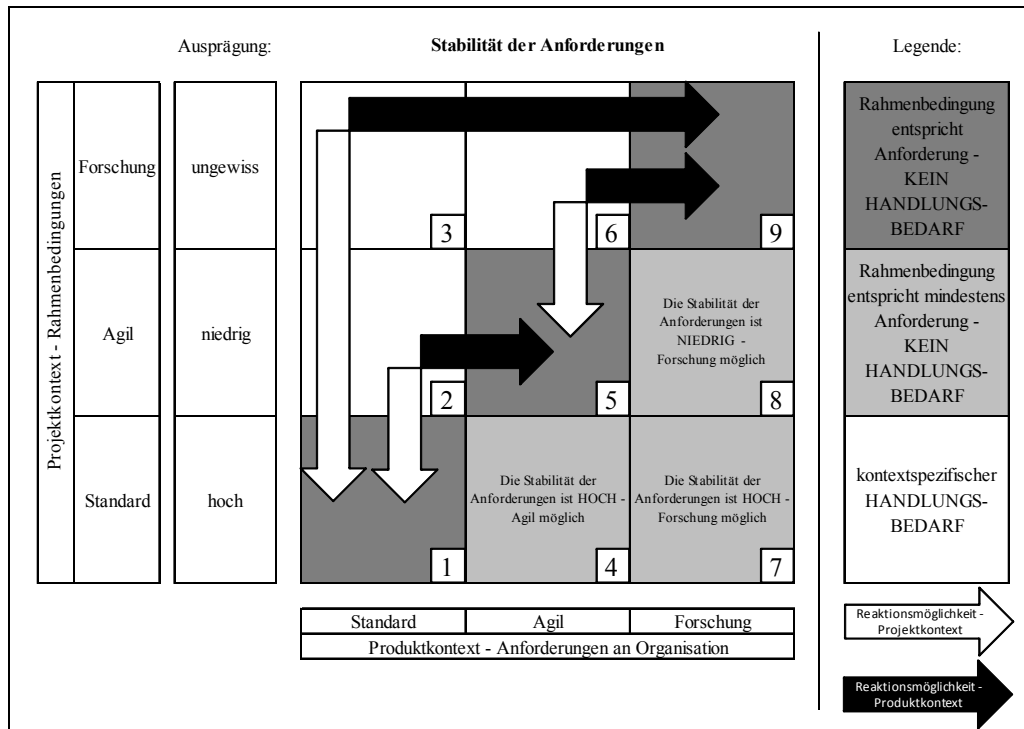 Ausprägung:
Stabilität der Anforderungen
Legende:
Projektkontext - Rahmenbedingungen
Forschung
ungewiss
3
6
9
Rahmenbedingung
entspricht
Anforderung -
KEIN
HANDLUNGS-
BEDARF
Agil
niedrig
2
5
Die Stabilität der
Anforderungen ist
NIEDRIG -
Forschung möglich
8
Rahmenbedingung
entspricht mindestens
Anforderung -
KEIN
HANDLUNGS-
BEDARF
Standard
hoch
1
Die Stabilität der
Anforderungen ist HOCH -
Agil möglich
4
Die Stabilität der
Anforderungen ist HOCH -
Forschung möglich
7
kontextspezifischer
HANDLUNGS-
BEDARF
Standard
Agil
Forschung
Produktkontext - Anforderungen an Organisation
Reaktionsmöglichkeit -
Projektkontext
Reaktionsmöglichkeit -
Produktkontext